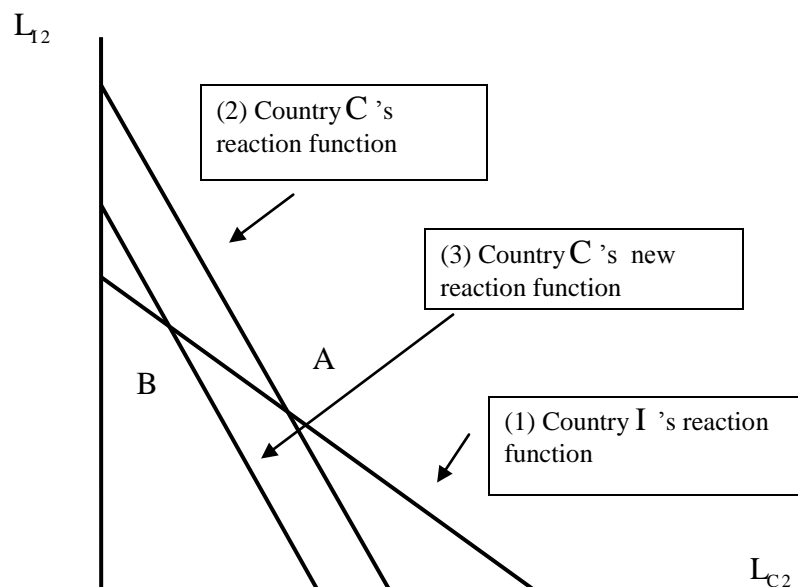 L12
(2) Country C 's
reaction function
(3) Country C 's new
reaction function
A
B
(1) Country I 's reaction
function
LC2